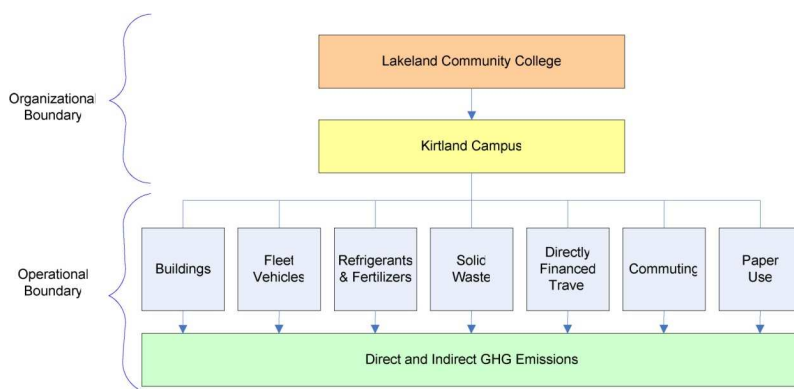 Lakeland Community College
Organizational
Boundary
Kirtland Campus
Operational
Boundary
Buildings
Fleet
Vehicles
Refrigerants
& Fertilizers
Solid
Waste
Directly
Financed
Trave
Commuting
Paper
Use
Direct and Indirect GHG Emissions